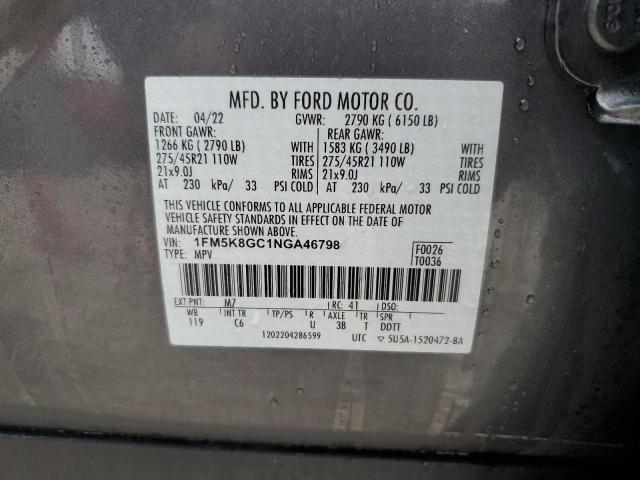 MFD. BY FORD MOTOR CO.
DATE: 04/22 GVWR: 2790 KG ( 6150 LB)
FRONT GAWR: REAR GAWR:
1266 KG ( 2790 LB) WITH 1583 KG ( 3490 LB) WITH
275/45R21 110W TIRES 275/45R21 110W TIRES
21x9.0J RIMS 21x9.0J RIMS
AT 230 kPa/ 33 PSI COLD AT 230 kPa/ 33 PSI COLD
THIS VEHICLE CONFORMS TO ALL APPLICABLE FEDERAL MOTOR
VEHICLE SAFETY STANDARDS IN EFFECT ON THE DATE OF
MANUFACTURE SHOWN ABOVE.
VIN: 1FM5K8GC1NGA46798 F0026
TYPE: MPV T0036
EXT PNT: M7 RC: 41 DSO:
WB INT TR TP/PS R AXLE TR SPR
119 C6 U 3B T DDTT
1202204286599 UTC ▽ 5U5A-1520472-BA